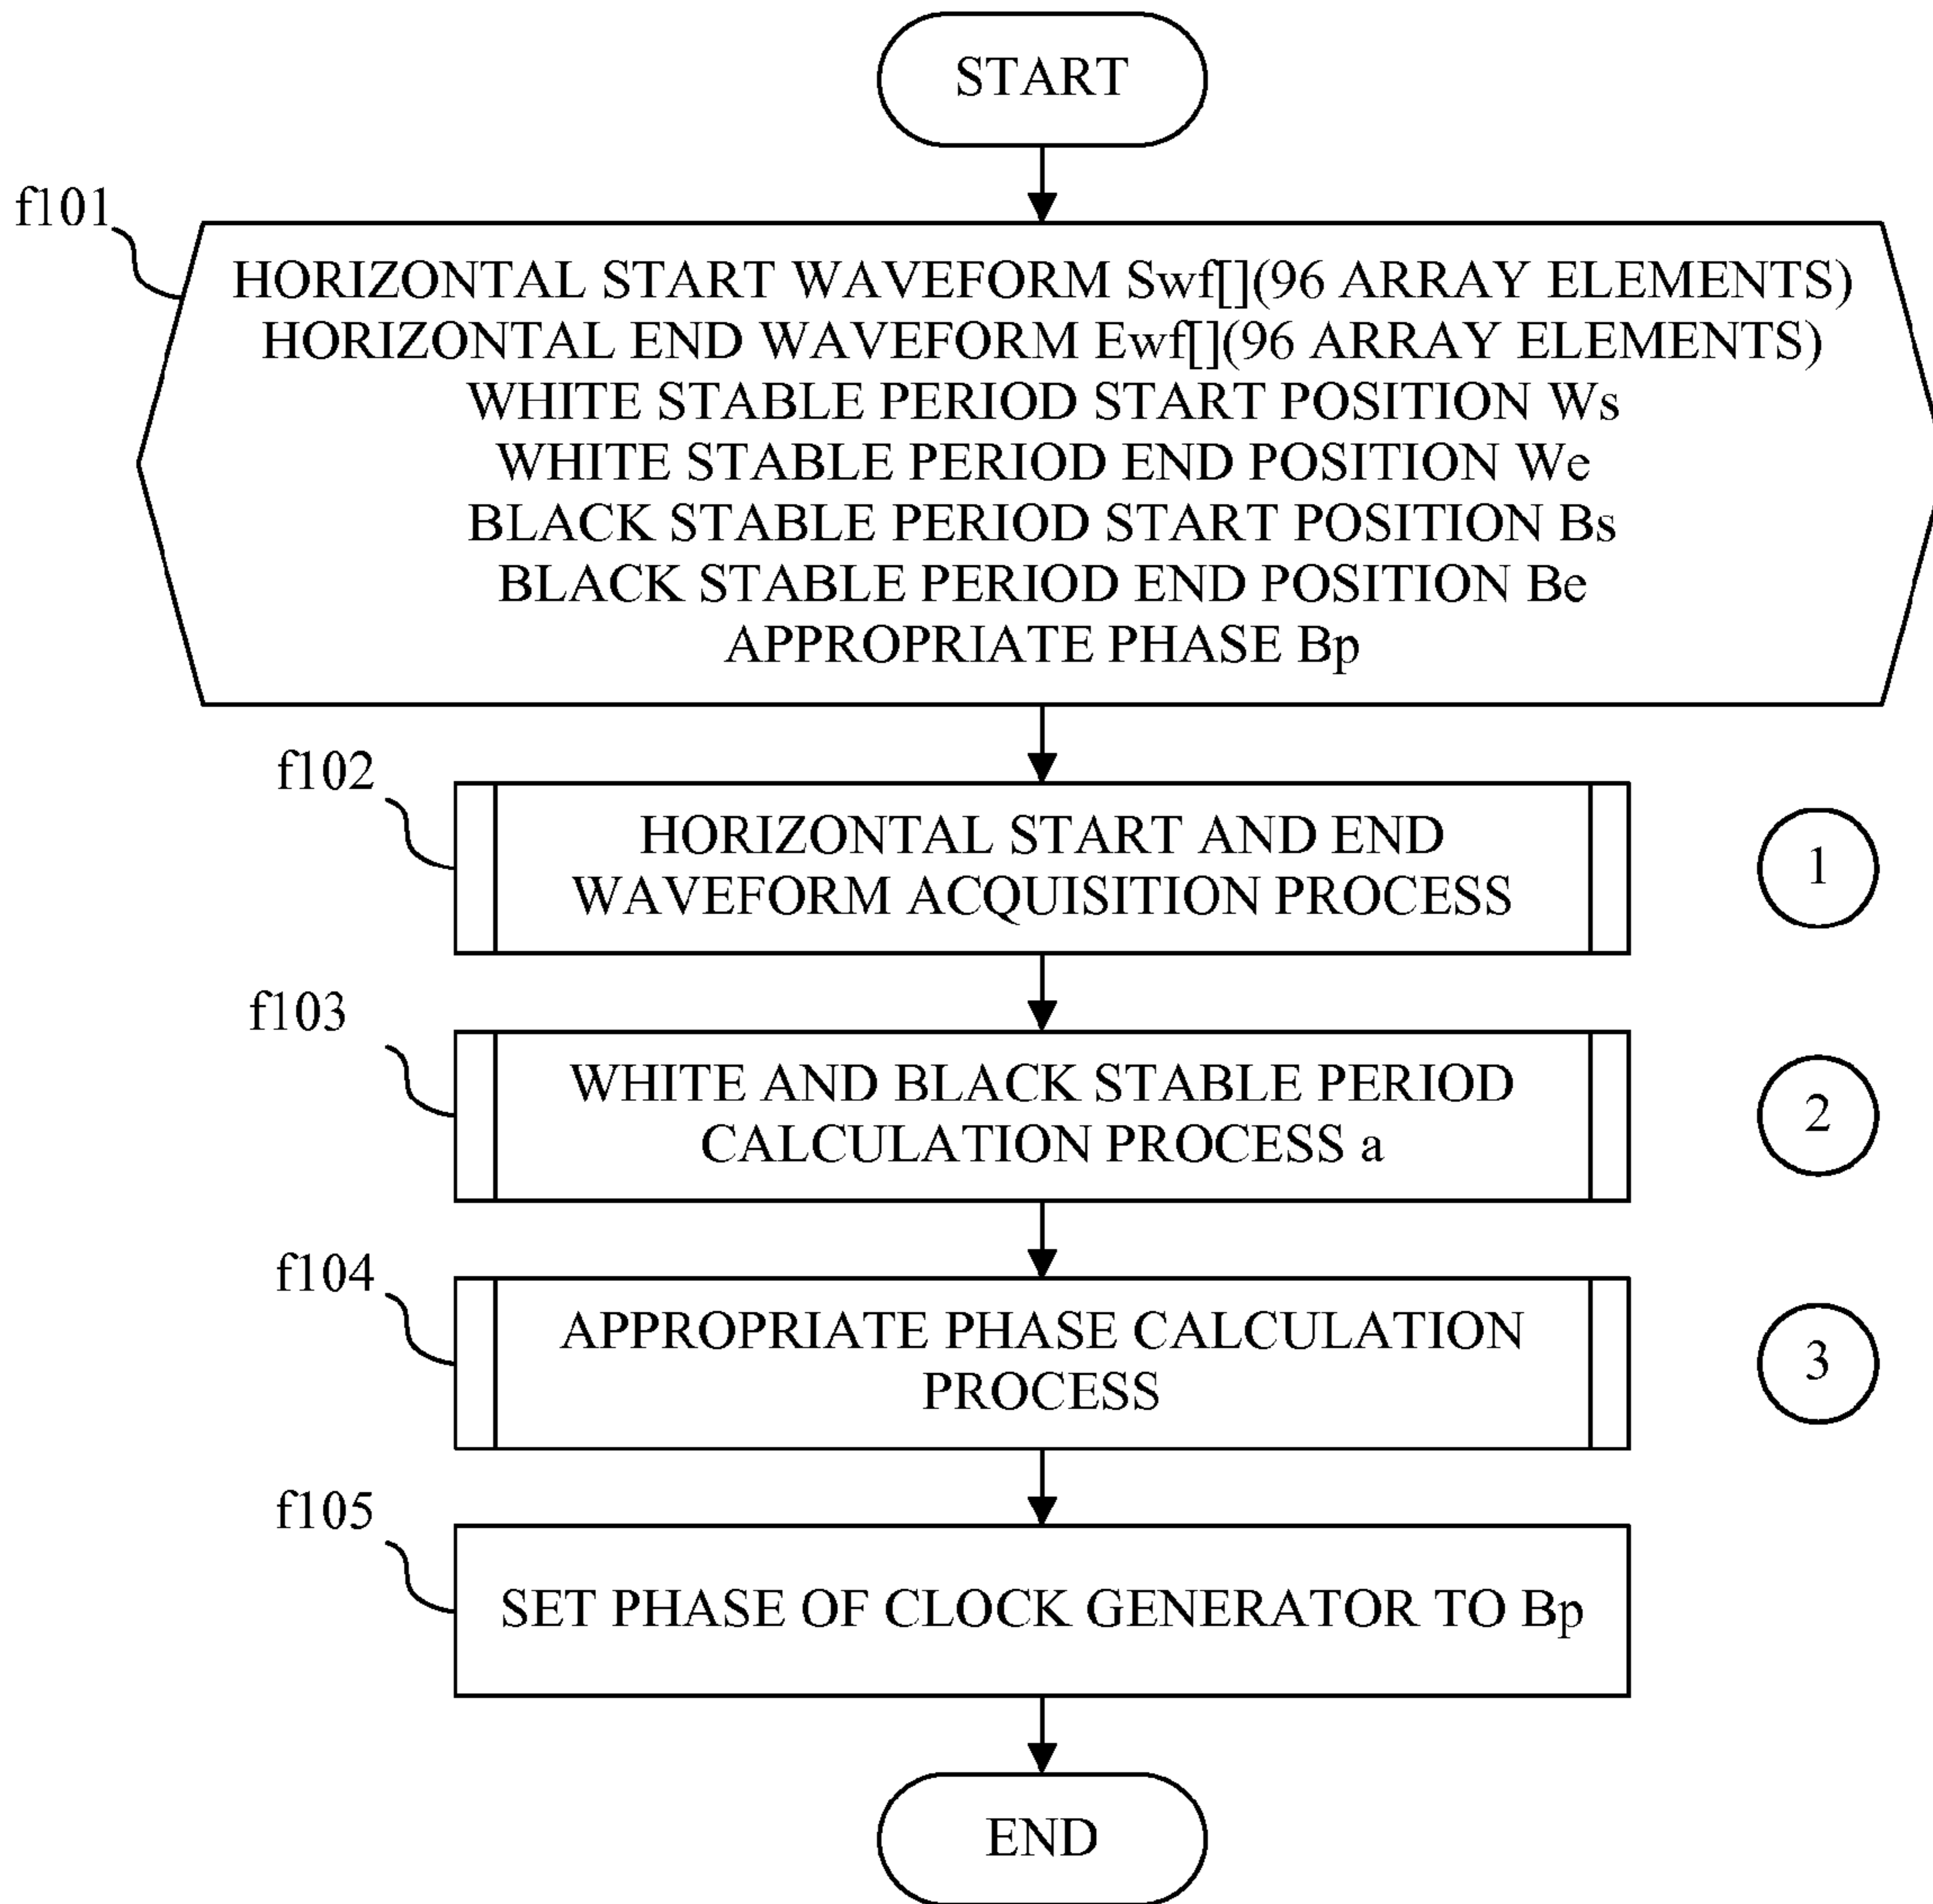 START
f101
HORIZONTAL START WAVEFORM Swf[](96 ARRAY ELEMENTS)
HORIZONTAL END WAVEFORM Ewf[](96 ARRAY ELEMENTS)
WHITE STABLE PERIOD START POSITION Ws
WHITE STABLE PERIOD END POSITION We
BLACK STABLE PERIOD START POSITION Bs
BLACK STABLE PERIOD END POSITION Be
APPROPRIATE PHASE Bp
f102
HORIZONTAL START AND END
WAVEFORM ACQUISITION PROCESS
1
f103
WHITE AND BLACK STABLE PERIOD
CALCULATION PROCESS a
2
f104
APPROPRIATE PHASE CALCULATION
PROCESS
3
f105
SET PHASE OF CLOCK GENERATOR TO Bp
END